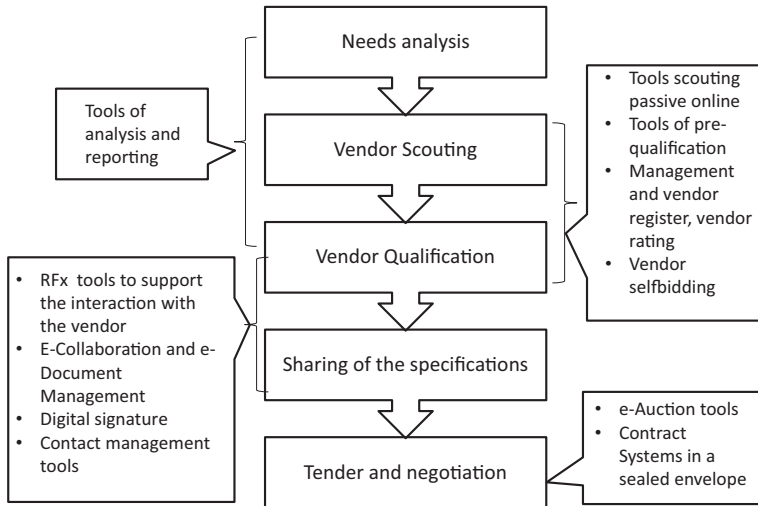 Needs analysis
Tools of
analysis and
reporting
Vendor Scouting
• Tools scouting
passive online
• Tools of pre-
qualification
• Management
and vendor
register, vendor
rating
• Vendor
selfbidding
Vendor Qualification
• RFx tools to support
the interaction with
the vendor
• E-Collaboration and e-
Document
Management
• Digital signature
• Contact management
tools
Sharing of the specifications
• e-Auction tools
• Contract
Systems in a
sealed envelope
Tender and negotiation